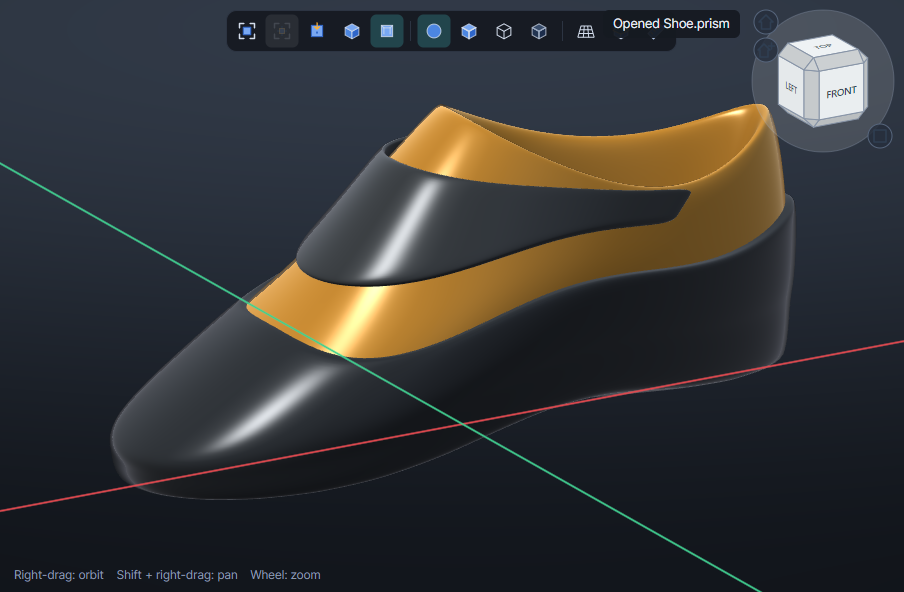 Opened Shoe.prism
TOP
LEFT
FRONT
Right-drag: orbit Shift + right-drag: pan Wheel: zoom